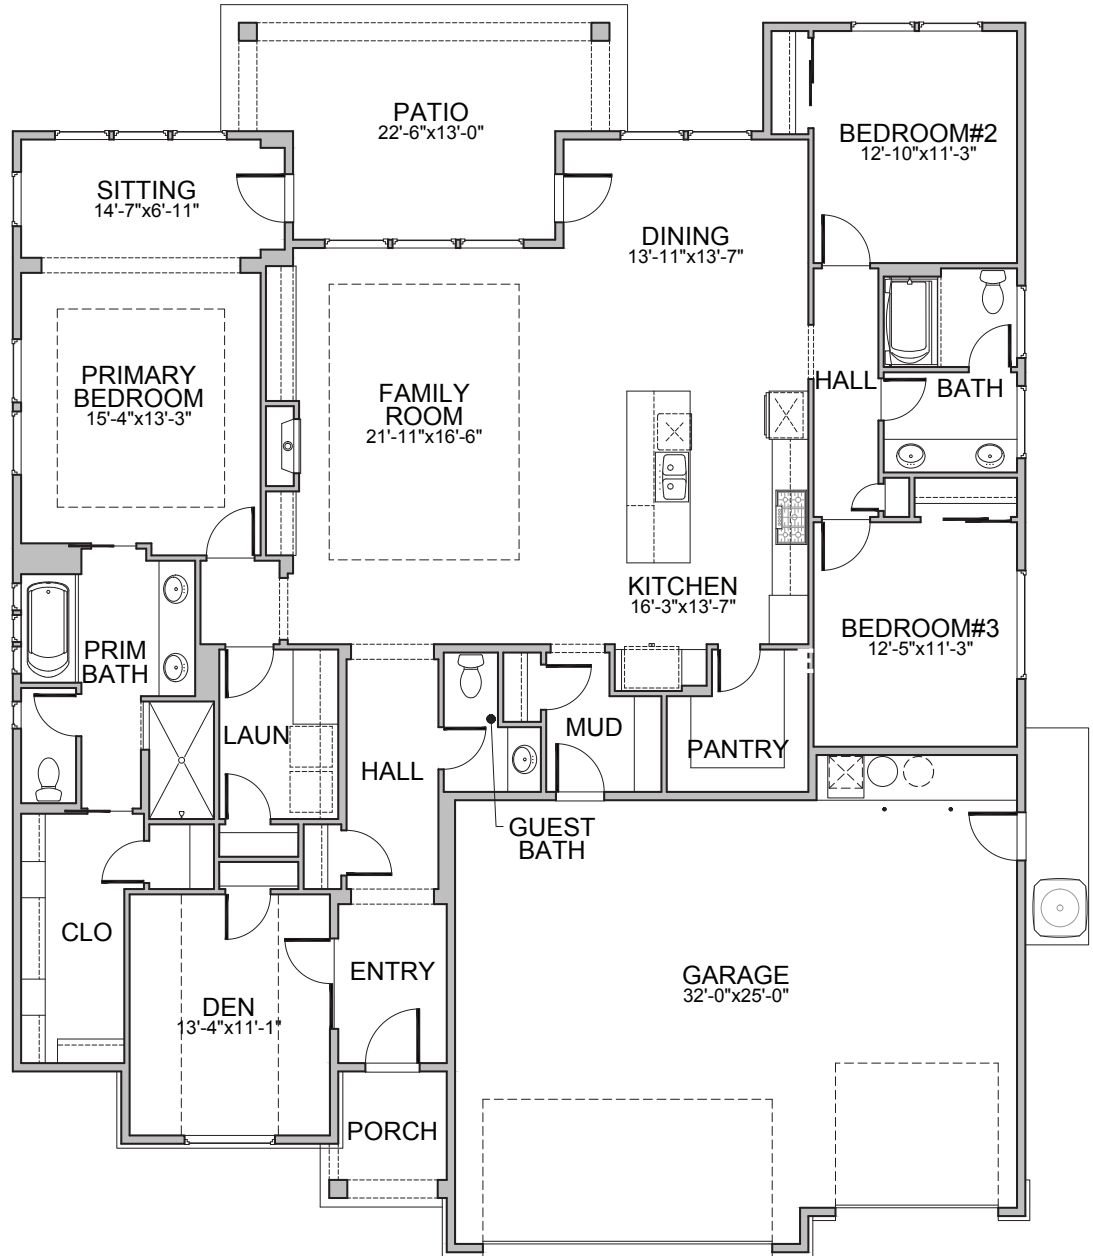 PATIO
22'-6"x13'-0"
BEDROOM#2
12'-10"x11'-3"
SITTING
14'-7"x6'-11"
DINING
13'-11"x13'-7"
PRIMARY
BEDROOM
15'-4"x13'-3"
FAMILY
ROOM
21'-11"x16'-6"
HALL
BATH
KITCHEN
16'-3"x13'-7"
BEDROOM#3
12'-5"x11'-3"
PRIM
BATH
LAUN
HALL
MUD
PANTRY
GUEST
BATH
CLO
ENTRY
GARAGE
32'-0"x25'-0"
DEN
13'-4"x11'-1"
PORCH